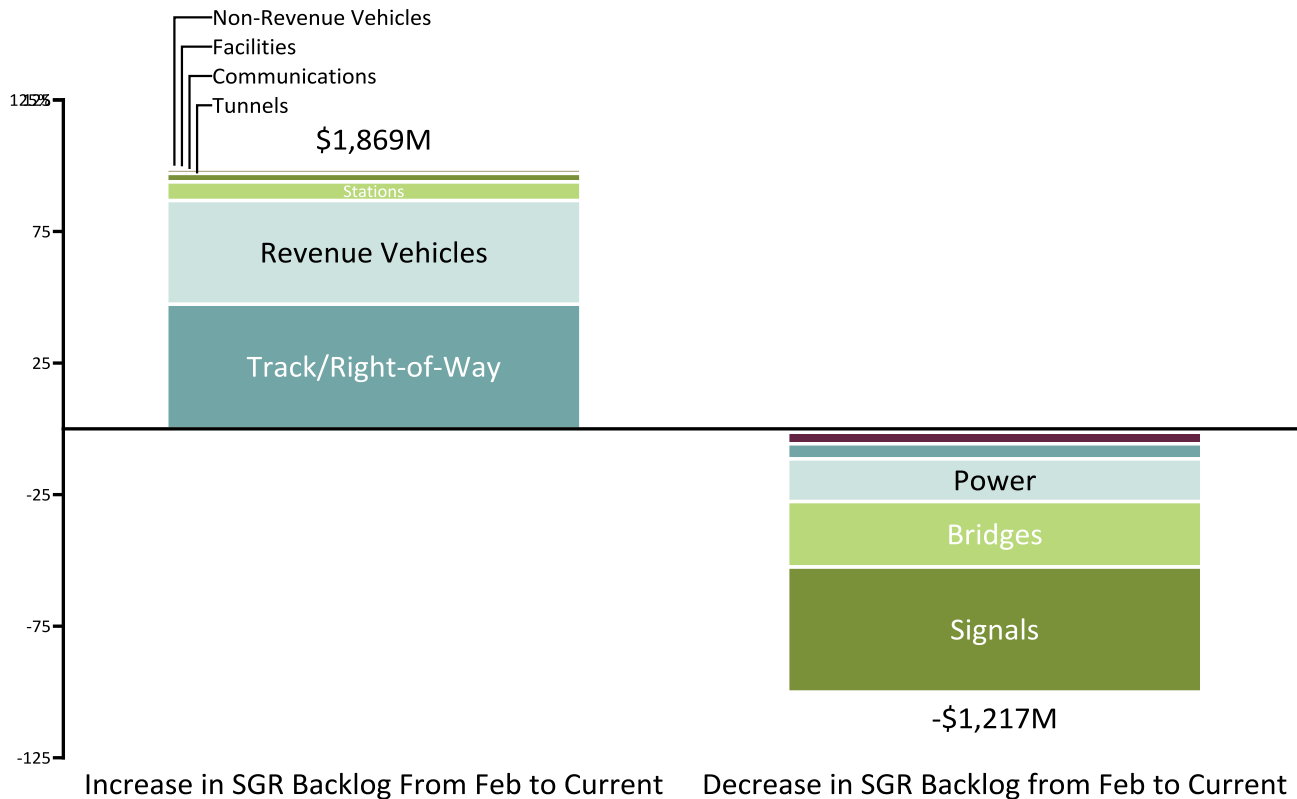 Non-Revenue Vehicles
Facilities
Communications
Tunnels
$1,869M
Stations
75
Revenue Vehicles
25
Track/Right-of-Way
-25
Power
Bridges
-75
Signals
-$1,217M
-125
Increase in SGR Backlog From Feb to Current
Decrease in SGR Backlog from Feb to Current